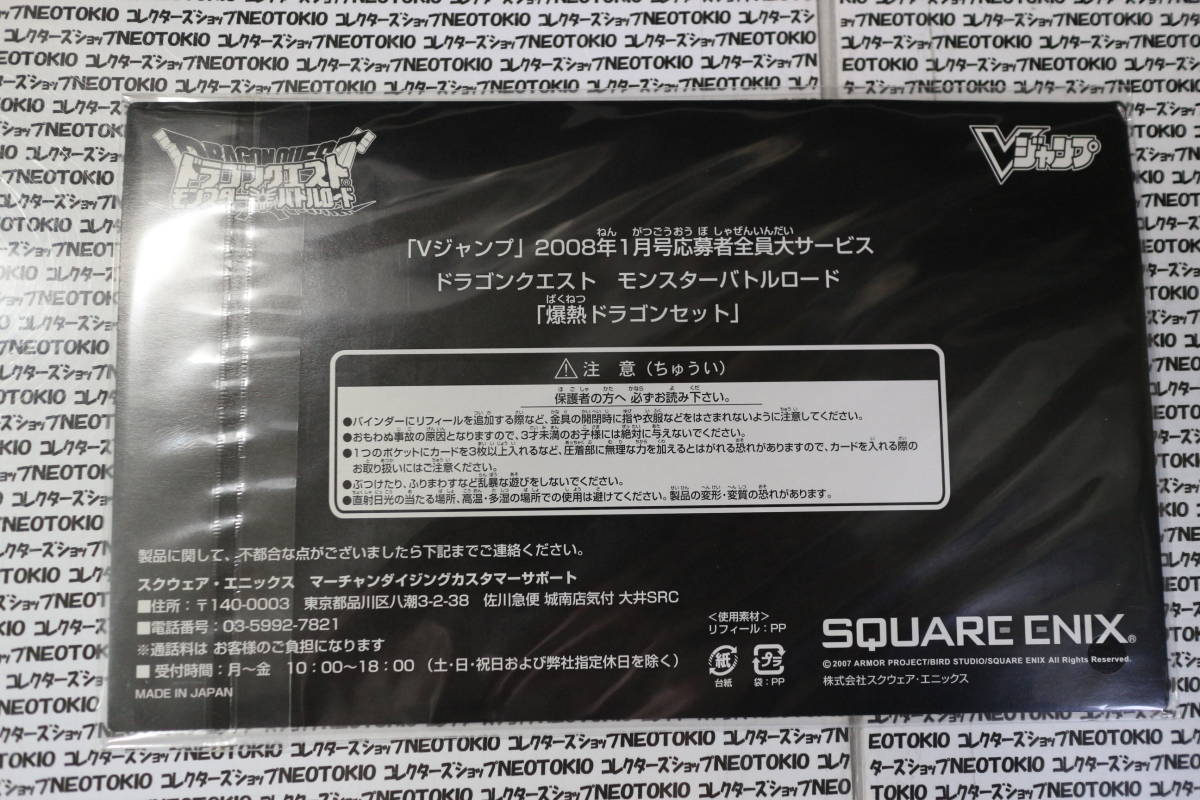 DRAGON QUEST
ドラゴンクエスト
モンスターバトルロード
Vジャンプ
「Vジャンプ」2008年1月号応募者全員大サービス
ドラゴンクエスト モンスターバトルロード
「爆熱ドラゴンセット」
⚠注 意(ちゅうい)
保護者の方へ 必ずお読み下さい。
●バインダーにリフィールを追加する際など、金具の開閉時に指や衣服などをはさまれないように注意してください。
●おもわぬ事故の原因となりますので、3才未満のお子様には絶対に与えないでください。
●1つのポケットにカードを3枚以上入れるなど、圧着部に無理な力を加えるとはがれる恐れがありますので、カードを入れる際の
お取り扱いにはご注意ください。
●ぶつけたり、ふりまわすなど乱暴な遊びをしないでください。
●直射日光の当たる場所、高温・多湿の場所での使用は避けてください。製品の変形・変質の恐れがあります。
製品に関して、不都合な点がございましたら下記までご連絡ください。
スクウェア・エニックス マーチャンダイジングカスタマーサポート
■住所:〒140-0003 東京都品川区八潮3-2-38 佐川急便 城南店気付 大井SRC
■電話番号:03-5992-7821
※通話料は お客様のご負担になります
■受付時間:月〜金 10:00〜18:00 (土・日・祝日および弊社指定休日を除く)
MADE IN JAPAN
<使用素材>
リフィール:PP
紙
台紙
プラ
袋:PP
SQUARE ENIX®
© 2007 ARMOR PROJECT/BIRD STUDIO/SQUARE ENIX All Rights Reserved.
株式会社スクウェア・エニックス
コレクターズショップNEOTOKIO